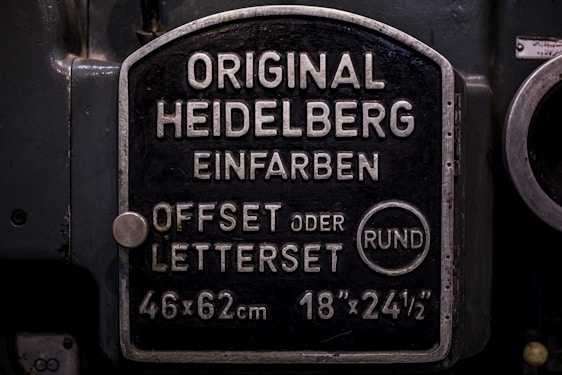 ORIGINAL
HEIDELBERG
EINFARBEN
OFFSET ODER
LETTERSET
RUND
46x62cm 18"x24½"